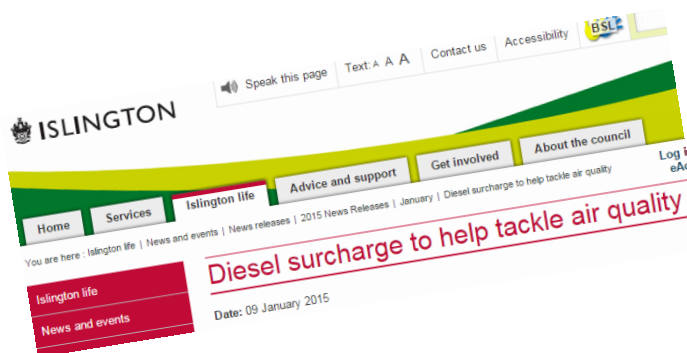 Speak this page Text: A A A Contact us Accessibility BSL
ISLINGTON
Home Services Islington life Advice and support Get involved About the council
Log
eA
You are here : Islington life | News and events | News releases | 2015 News Releases | January | Diesel surcharge to help tackle air quality
Diesel surcharge to help tackle air quality
Date: 09 January 2015
Islington life
News and events